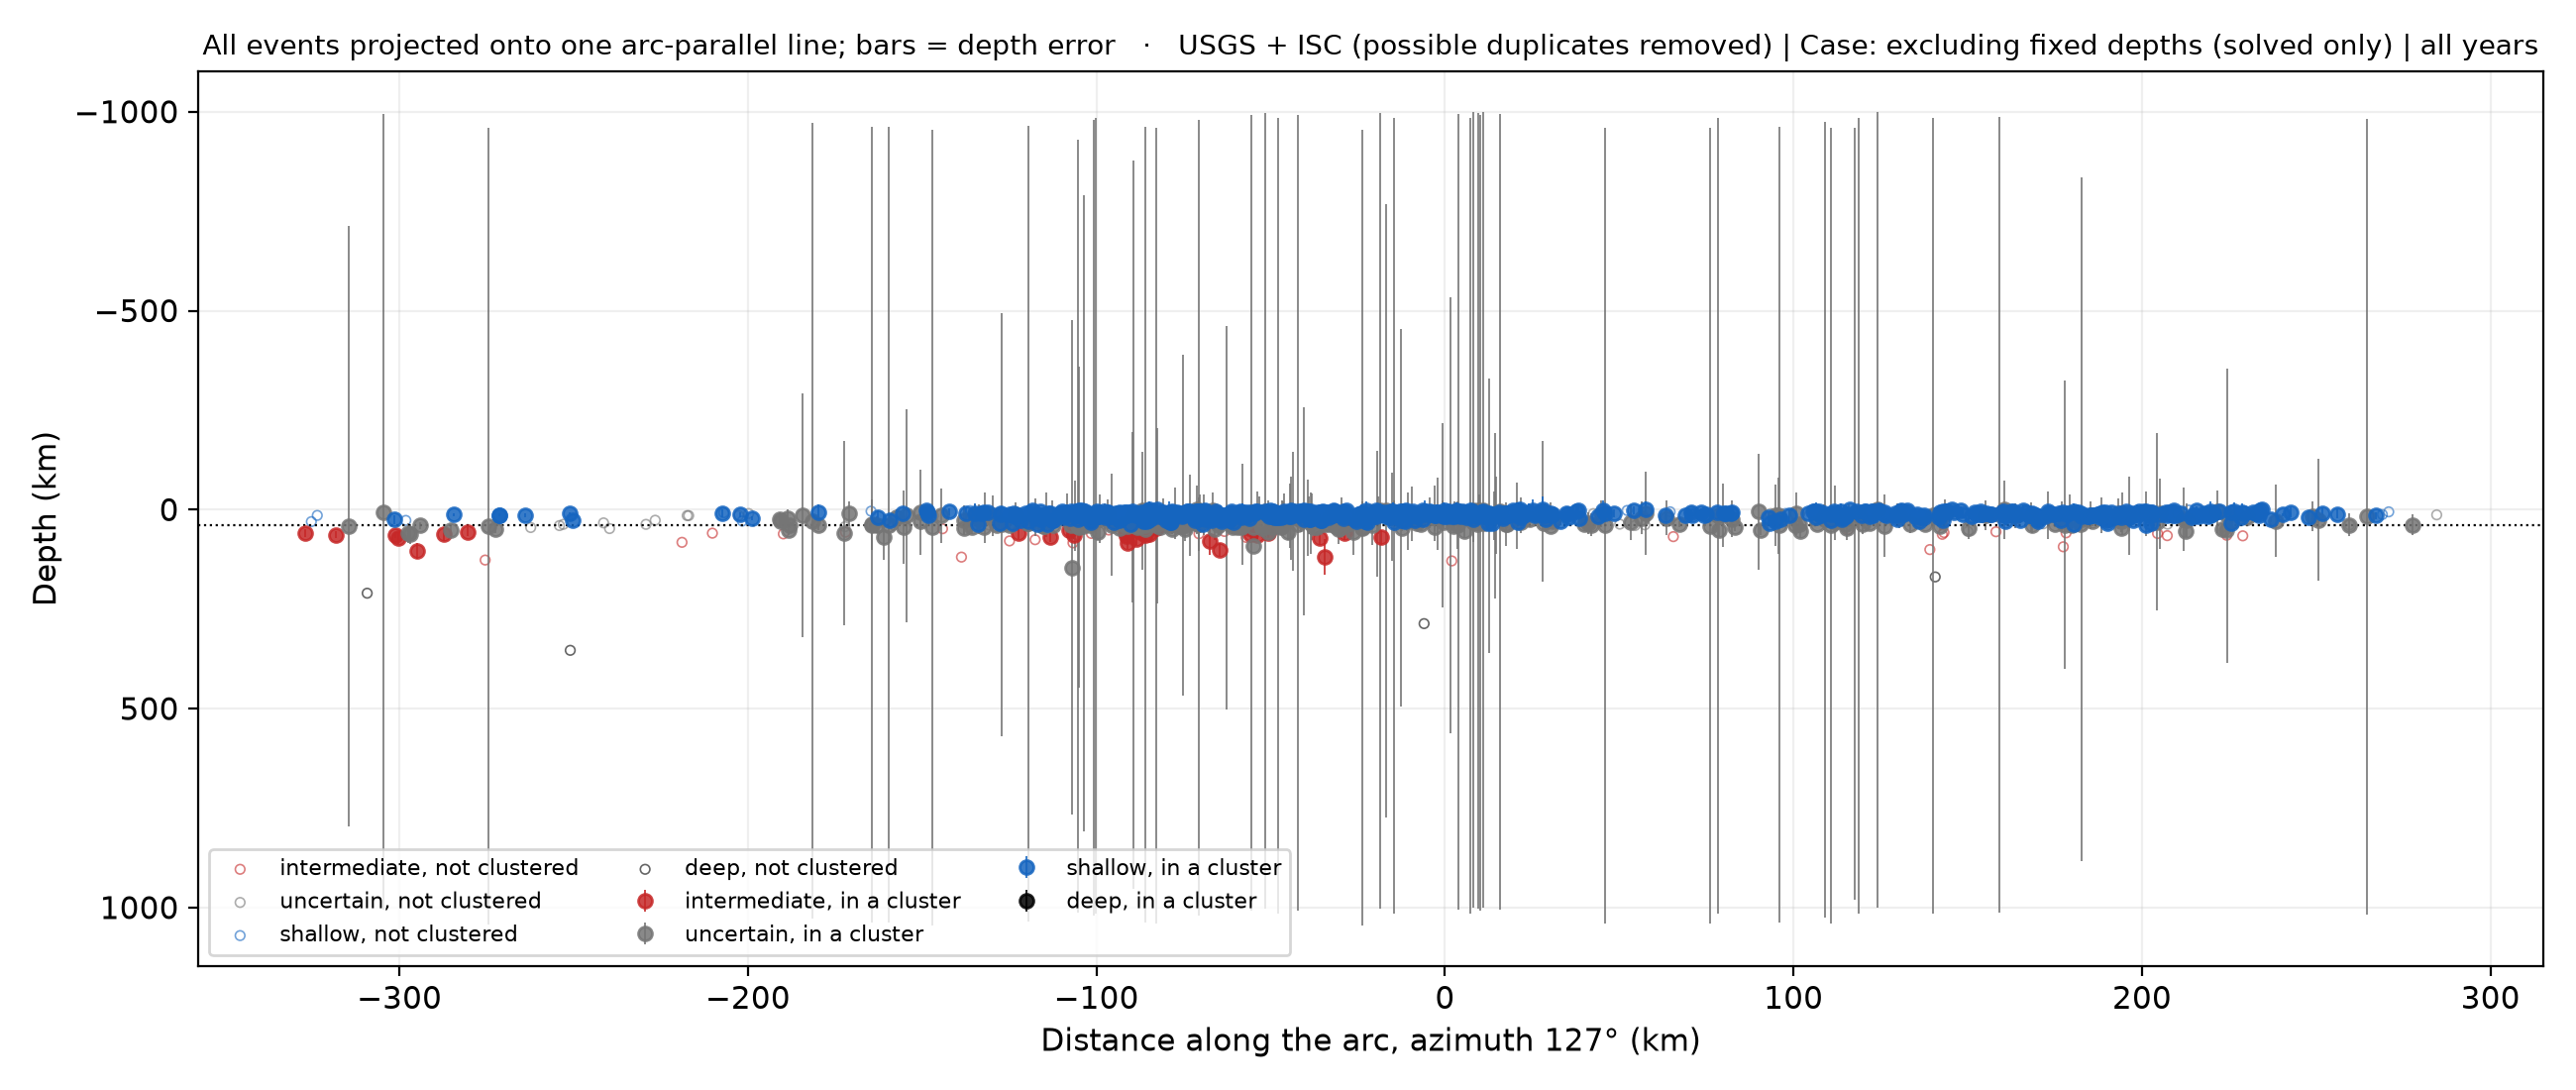 All events projected onto one arc-parallel line; bars = depth error · USGS + ISC (possible duplicates removed) | Case: excluding fixed depths (solved only) | all years
Depth (km)
−1000
−500
0
500
1000
intermediate, not clustered
uncertain, not clustered
shallow, not clustered
deep, not clustered
intermediate, in a cluster
uncertain, in a cluster
shallow, in a cluster
deep, in a cluster
−300 −200 −100 0 100 200 300
Distance along the arc, azimuth 127° (km)